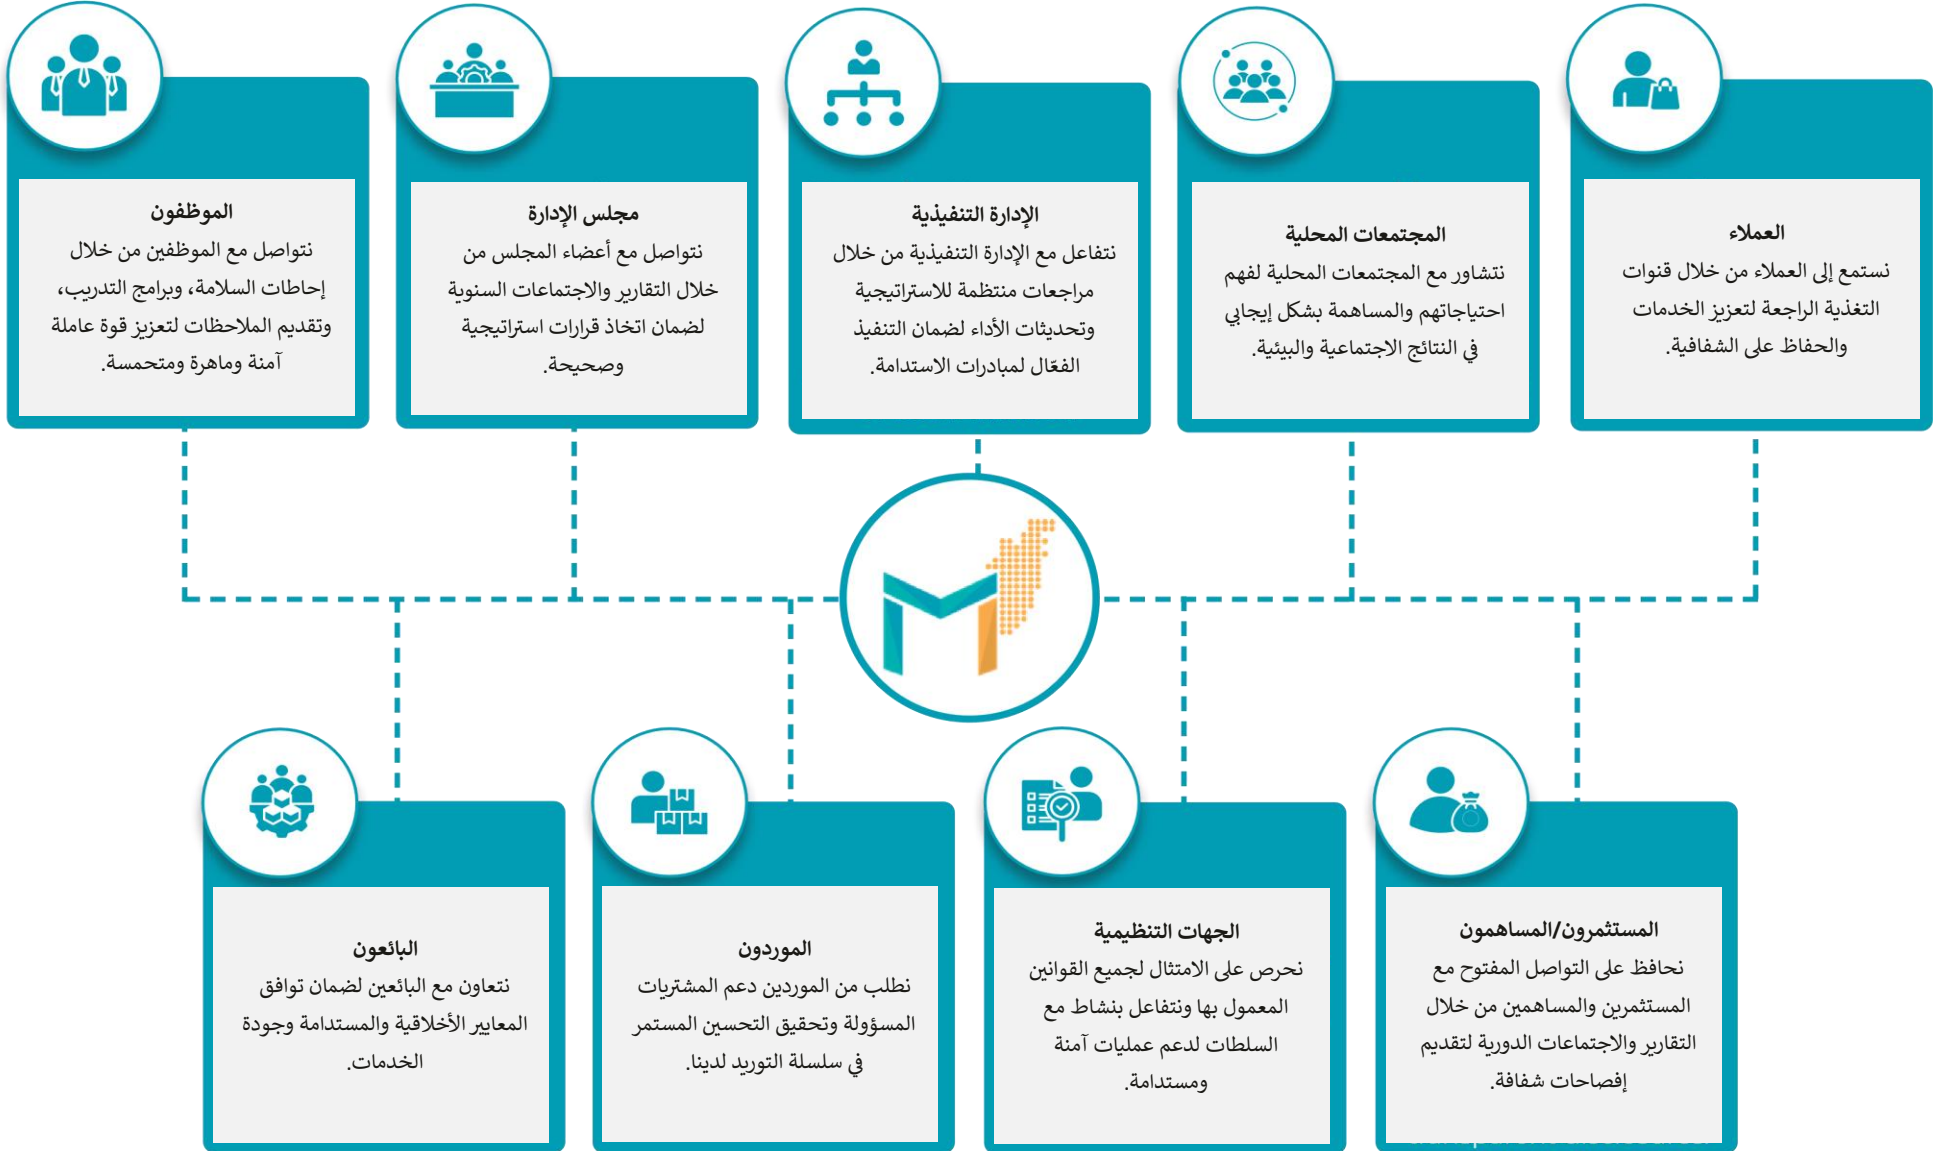 العملاء
نستمع إلى العملاء من خلال قنوات
التغذية الراجعة لتعزيز الخدمات
والحفاظ على الشفافية.
المجتمعات المحلية
نتشاور مع المجتمعات المحلية لفهم
احتياجاتهم والمساهمة بشكل إيجابي
في النتائج الاجتماعية والبيئية.
الإدارة التنفيذية
نتفاعل مع الإدارة التنفيذية من خلال
مراجعات منتظمة للاستراتيجية
وتحديثات الأداء لضمان التنفيذ
الفعّال لمبادرات الاستدامة.
مجلس الإدارة
نتواصل مع أعضاء المجلس من
خلال التقارير والاجتماعات السنوية
لضمان اتخاذ قرارات استراتيجية
وصحيحة.
الموظفون
نتواصل مع الموظفين من خلال
إحاطات السلامة، وبرامج التدريب،
وتقديم الملاحظات لتعزيز قوة عاملة
آمنة وماهرة ومتحمسة.
المستثمرون/المساهمون
نحافظ على التواصل المفتوح مع
المستثمرين والمساهمين من خلال
التقارير والاجتماعات الدورية لتقديم
إفصاحات شفافة.
الجهات التنظيمية
نحرص على الامتثال لجميع القوانين
المعمول بها ونتفاعل بنشاط مع
السلطات لدعم عمليات آمنة
ومستدامة.
الموردون
نطلب من الموردين دعم المشتريات
المسؤولة وتحقيق التحسين المستمر
في سلسلة التوريد لدينا.
البائعون
نتعاون مع البائعين لضمان توافق
المعايير الأخلاقية والمستدامة وجودة
الخدمات.